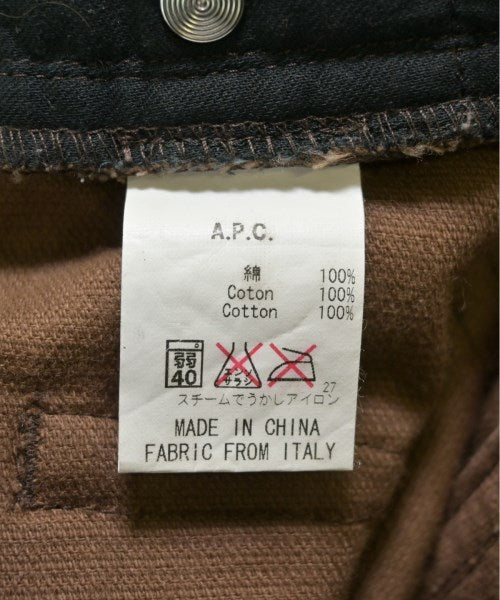 A.P.C.
綿 100%
Coton 100%
Cotton 100%
弱 40 エンソ サラシ
27
スチームでうかしアイロン
MADE IN CHINA
FABRIC FROM ITALY